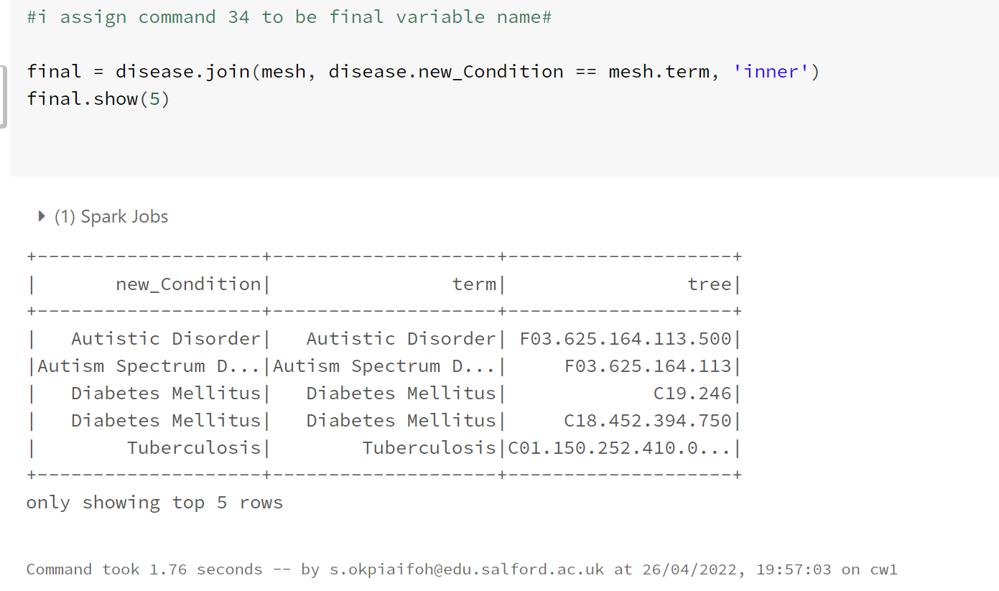 #i assign command 34 to be final variable name#
final = disease.join(mesh, disease.new_Condition == mesh.term, 'inner')
final.show(5)
(1) Spark Jobs
+--------------------+--------------------+--------------------+
|       new_Condition|                term|                tree|
+--------------------+--------------------+--------------------+
|   Autistic Disorder|   Autistic Disorder| F03.625.164.113.500|
|Autism Spectrum D...|Autism Spectrum D...|     F03.625.164.113|
|   Diabetes Mellitus|   Diabetes Mellitus|             C19.246|
|   Diabetes Mellitus|   Diabetes Mellitus|     C18.452.394.750|
|        Tuberculosis|        Tuberculosis|C01.150.252.410.0...|
+--------------------+--------------------+--------------------+
only showing top 5 rows
Command took 1.76 seconds -- by s.okpiaifoh@edu.salford.ac.uk at 26/04/2022, 19:57:03 on cw1